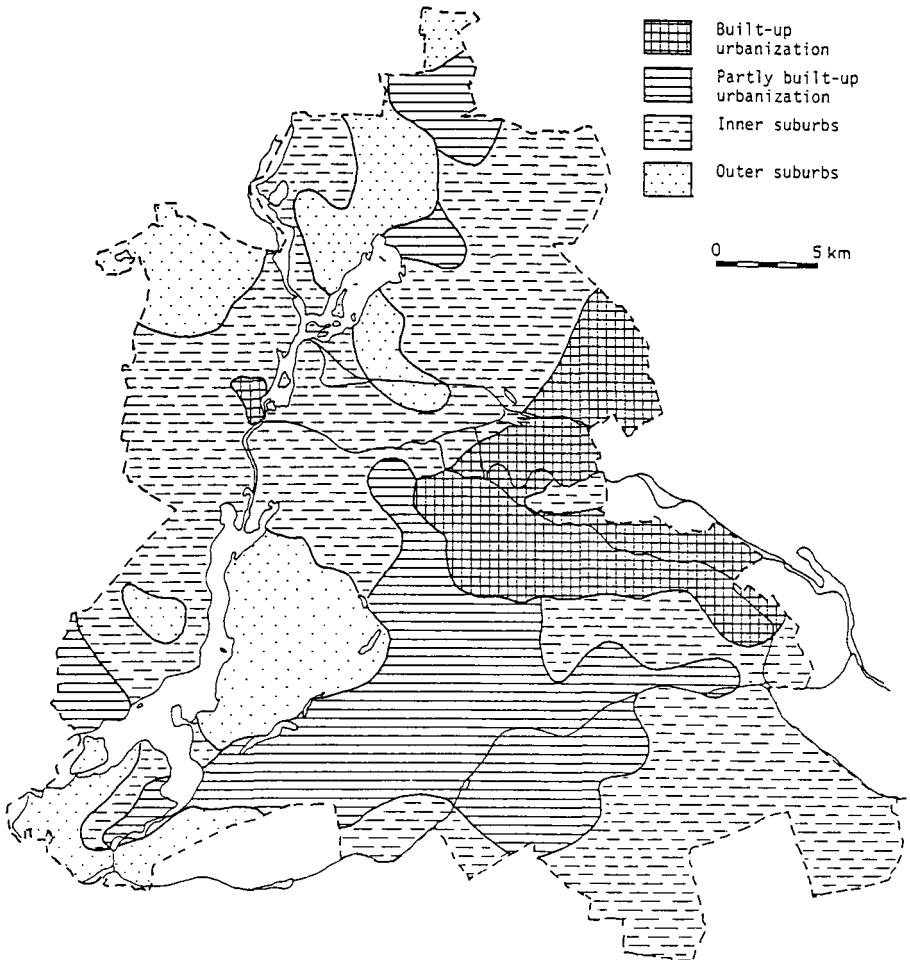 Built-up
urbanization
Partly built-up
urbanization
Inner suburbs
Outer suburbs
0 5 km